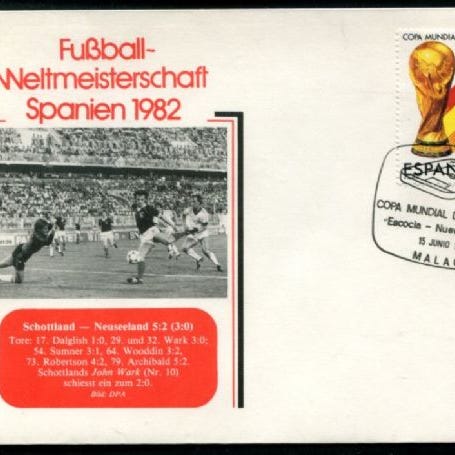 Fußball-
Weltmeisterschaft
Spanien 1982
Schottland — Neuseeland 5:2 (3:0)
Tore: 17. Dalglish 1:0, 29. und 32. Wark 3:0;
54. Sumner 3:1, 64. Wooddin 3:2,
73. Robertson 4:2, 79. Archibald 5:2.
Schottlands John Wark (Nr. 10)
schiesst ein zum 2:0.
Bild: DPA
COPA MUNDIAL
ESPAÑ
COPA MUNDIAL D
"Escocia - Nue
15 JUNIO
MALA